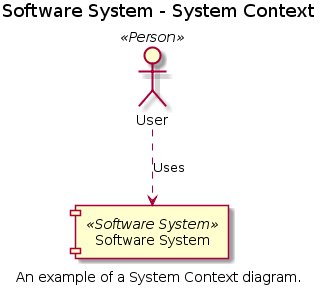 Software System - System Context
«Person»
User
Uses
«Software System»
Software System
An example of a System Context diagram.